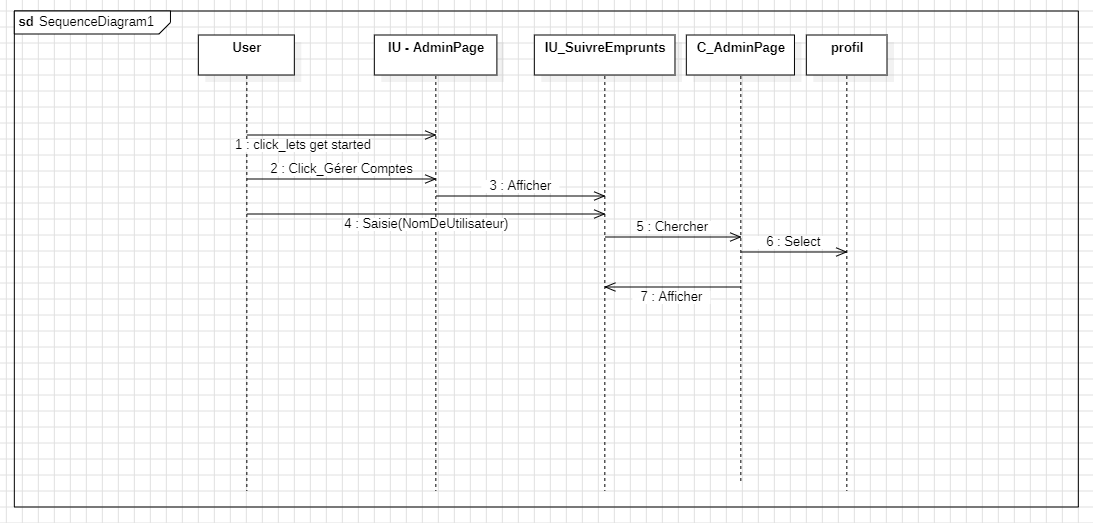 sd SequenceDiagram1
User
IU - AdminPage
IU_SuivreEmprunts
C_AdminPage
profil
1 : click_lets get started
2 : Click_Gérer Comptes
3 : Afficher
4 : Saisie(NomDeUtilisateur)
5 : Chercher
6 : Select
7 : Afficher